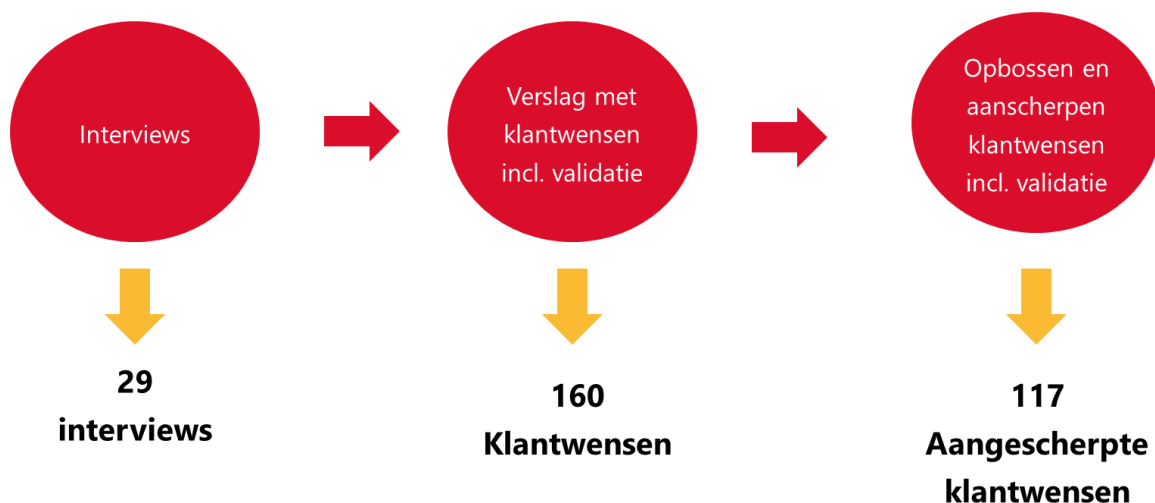 Interviews
Verslag met
klantwensen
incl. validatie
Opbossen en
aanscherpen
klantwensen
incl. validatie
29
interviews
160
Klantwensen
117
Aangescherpte
klantwensen